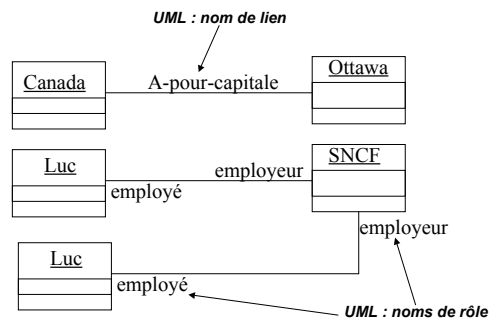 UML : nom de lien
Canada
A-pour-capitale
Ottawa
Luc
employé
employeur
SNCF
employeur
Luc
employé
UML : noms de rôle